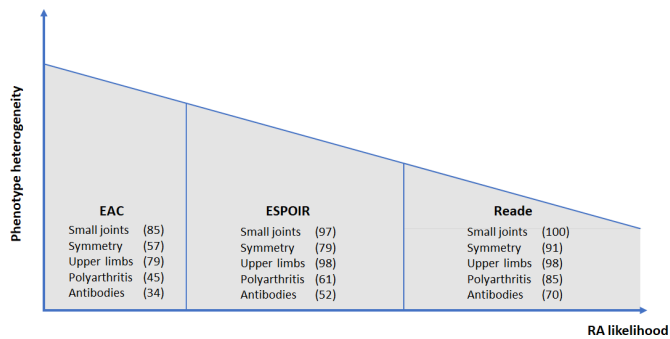 Phenotype heterogeneity
EAC
Small joints (85)
Symmetry (57)
Upper limbs (79)
Polyarthritis (45)
Antibodies (34)
ESPOIR
Small joints (97)
Symmetry (79)
Upper limbs (98)
Polyarthritis (61)
Antibodies (52)
Reade
Small joints (100)
Symmetry (91)
Upper limbs (98)
Polyarthritis (85)
Antibodies (70)
RA likelihood